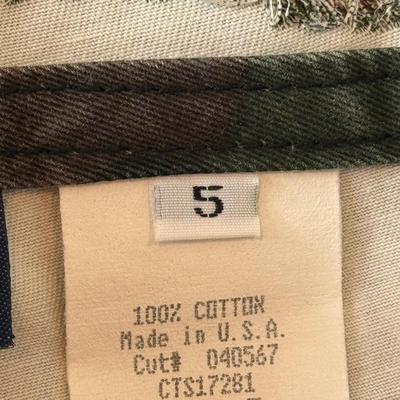 5
100% COTTON
Made in U.S.A.
Cut# 040567
CTS17281